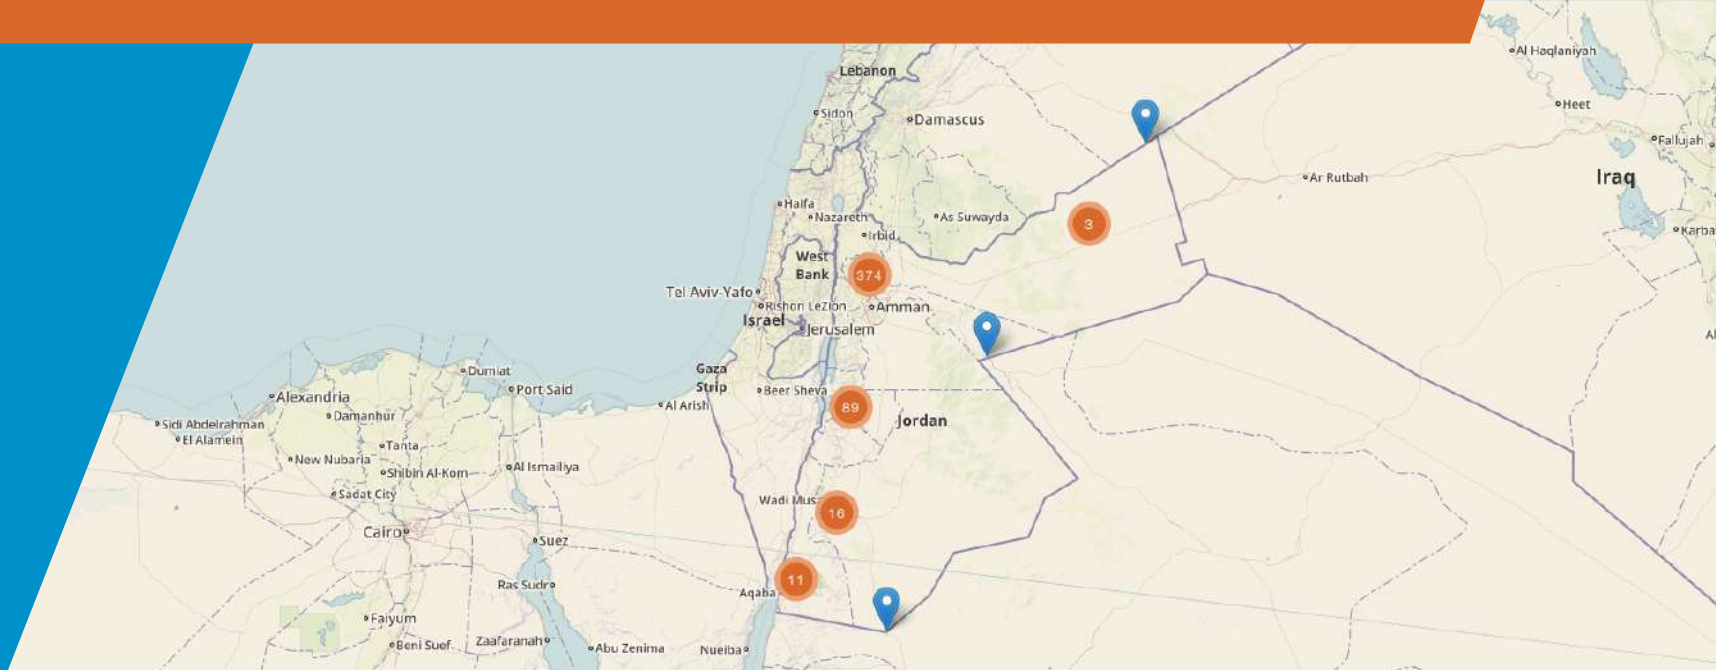 Al Haqlaniyah
Lebanon
Heet
Sidon
Damascus
Fallujah
Iraq
Ar Rutbah
Haifa
Nazareth
As Suwayda
3
Karba
Irbid
West
Bank
374
Tel Aviv-Yafo
Rishon LeZion
Amman
Israel
Jerusalem
Al
Gaza
Strip
Dumiat
Port Said
Beer Sheva
Alexandria
Al Arish
89
Damanhur
Jordan
Sidi Abdelrahman
El Alamein
Tanta
New Nubaria
Shibin Al-Kom
Al Ismailiya
Sadat City
Wadi Musa
16
Cairo
Suez
11
Ras Sudr
Aqaba
Faiyum
Beni Suef
Zaafaranah
Abu Zenima
Nueiba